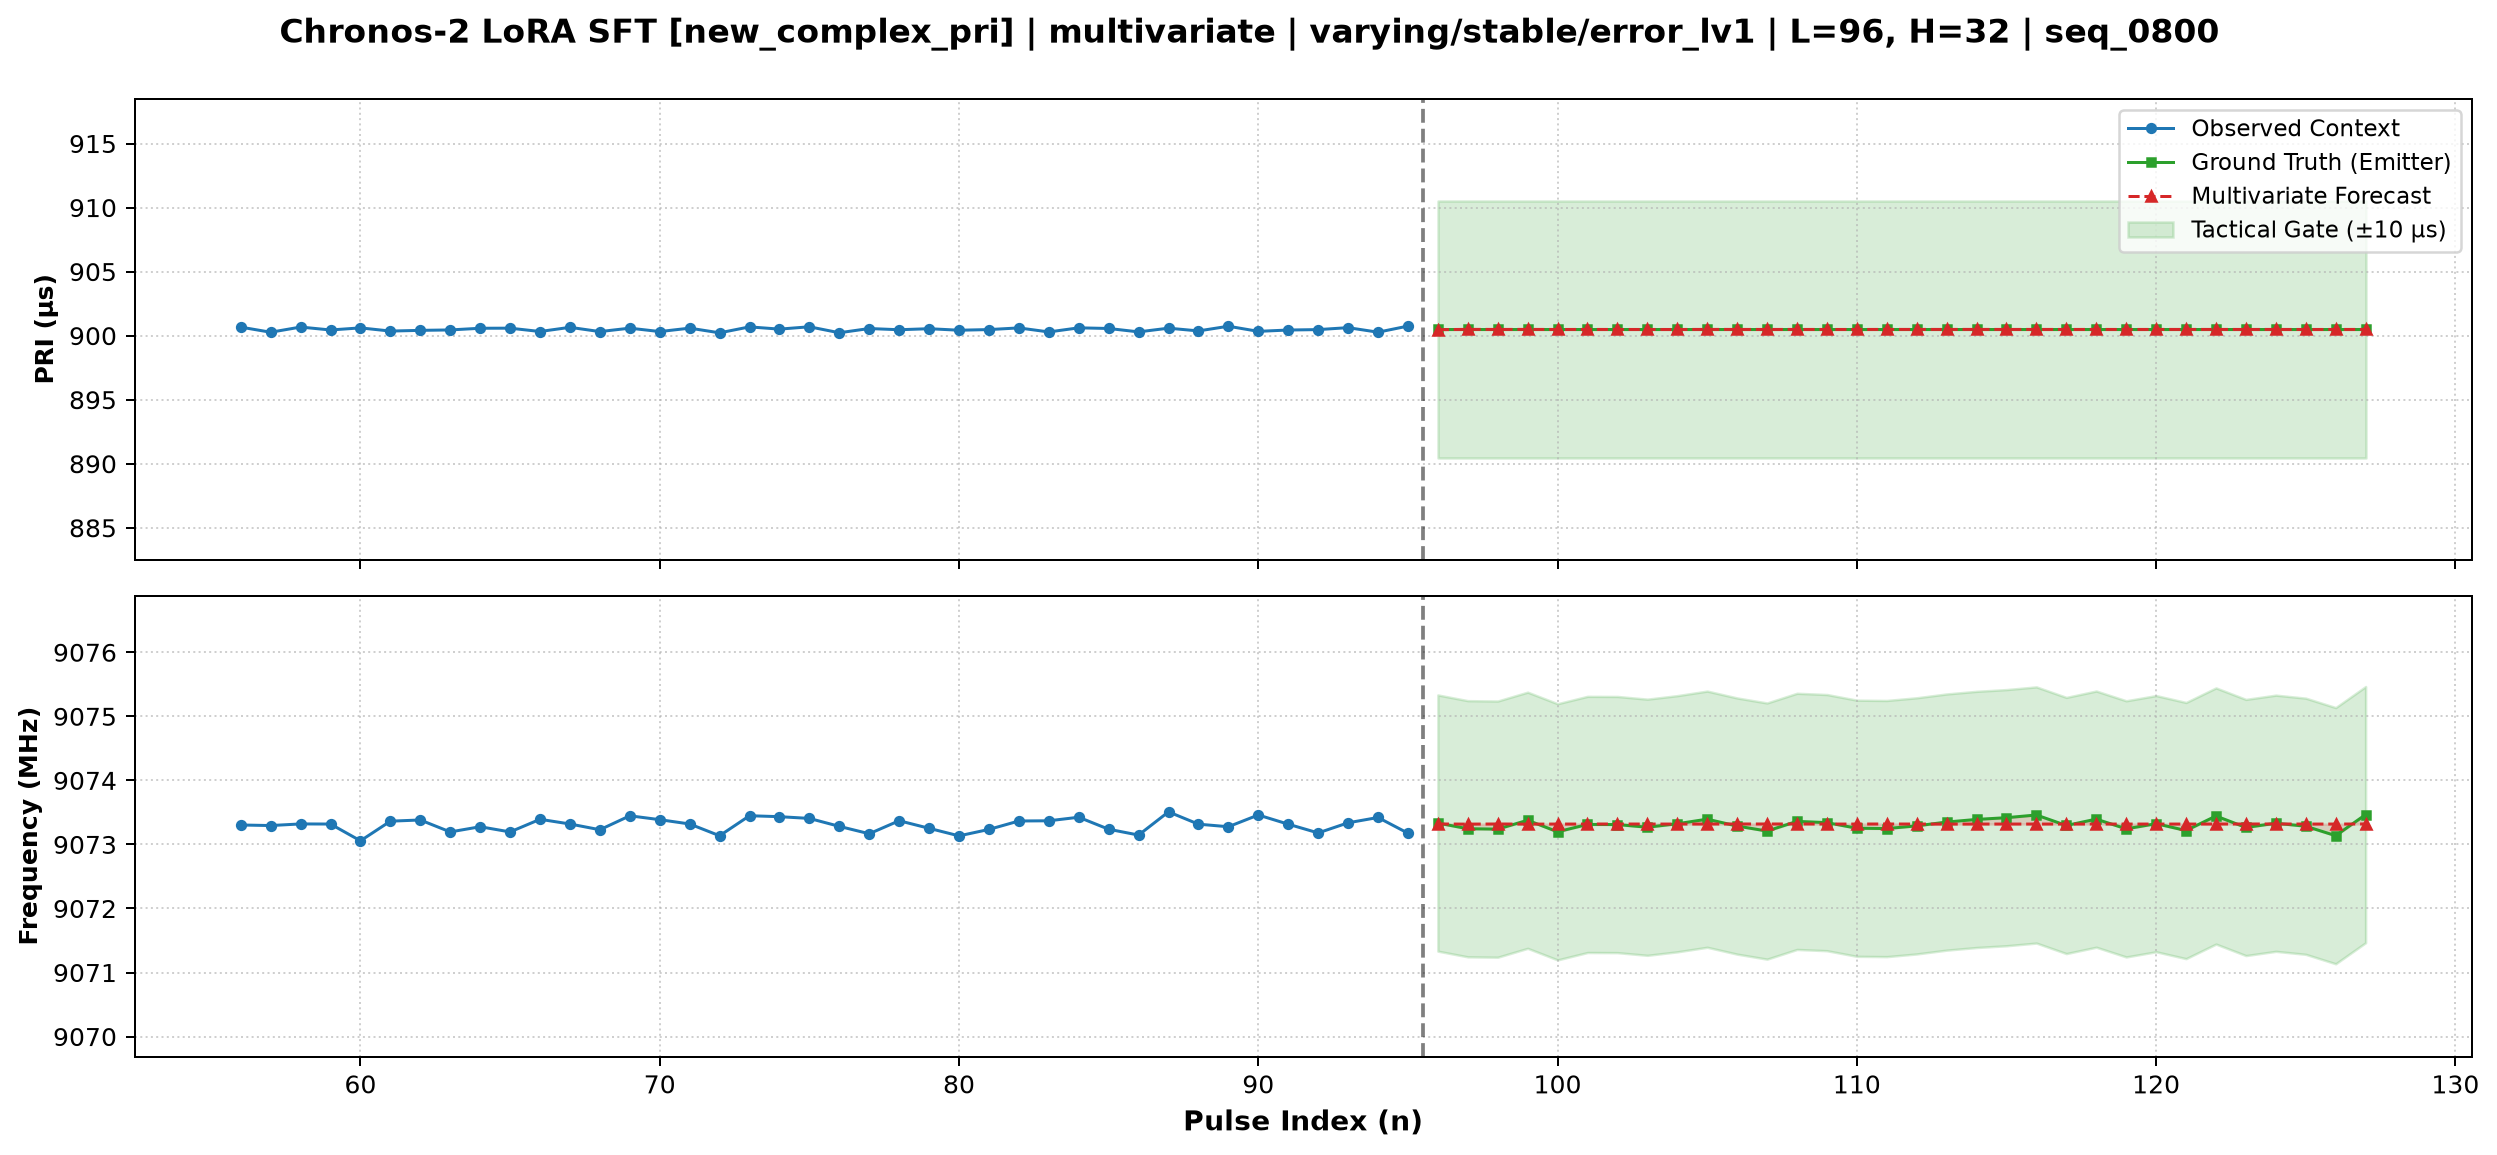 Chronos-2 LoRA SFT [new_complex_pri] | multivariate | varying/stable/error_lv1 | L=96, H=32 | seq_0800
PRI (µs)
915
910
905
900
895
890
885
Observed Context
Ground Truth (Emitter)
Multivariate Forecast
Tactical Gate (±10 µs)
Frequency (MHz)
9076
9075
9074
9073
9072
9071
9070
60
70
80
90
100
110
120
130
Pulse Index (n)